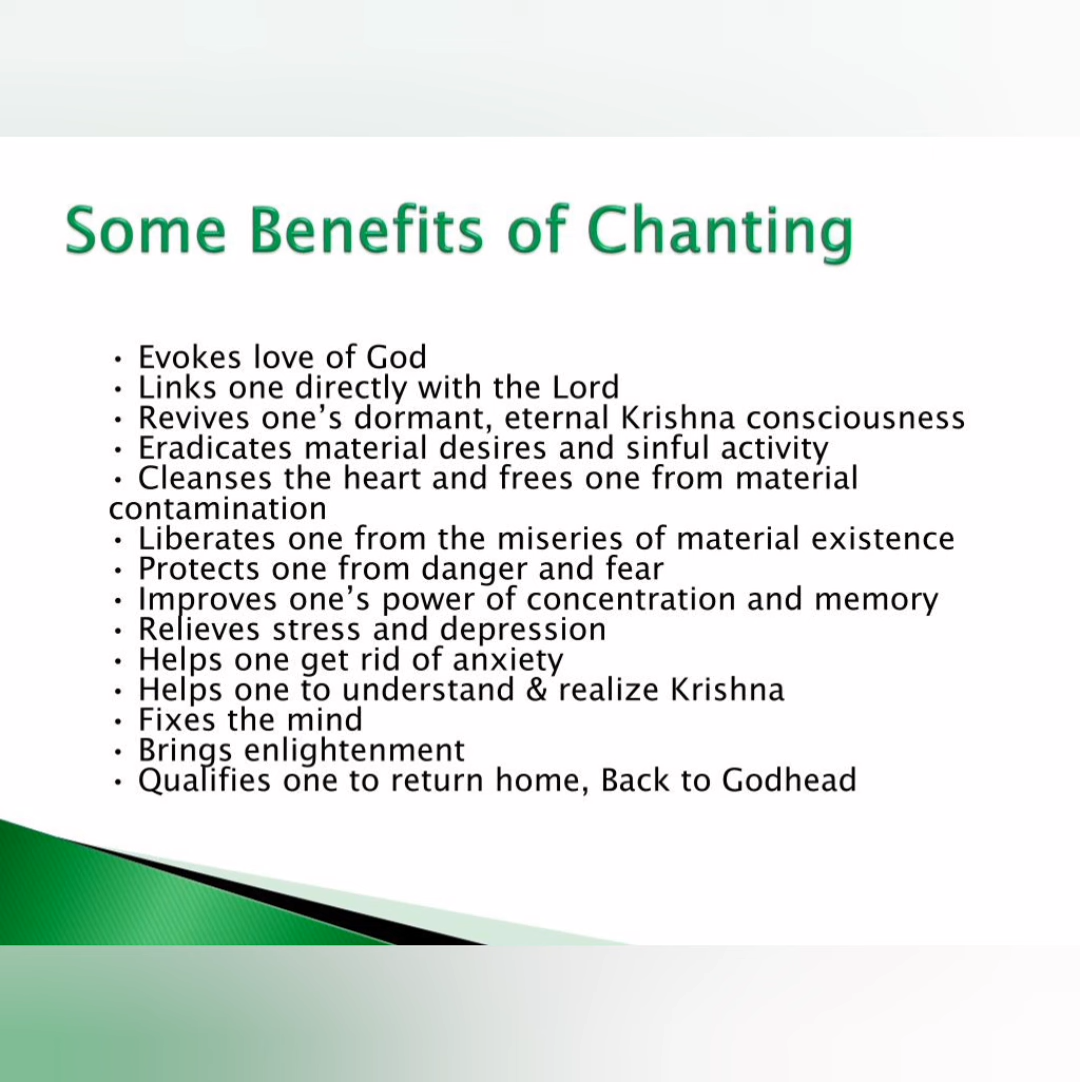 Some Benefits of Chanting
• Evokes love of God
• Links one directly with the Lord
• Revives one’s dormant, eternal Krishna consciousness
• Eradicates material desires and sinful activity
• Cleanses the heart and frees one from material
contamination
• Liberates one from the miseries of material existence
• Protects one from danger and fear
• Improves one’s power of concentration and memory
• Relieves stress and depression
• Helps one get rid of anxiety
• Helps one to understand & realize Krishna
• Fixes the mind
• Brings enlightenment
• Qualifies one to return home, Back to Godhead